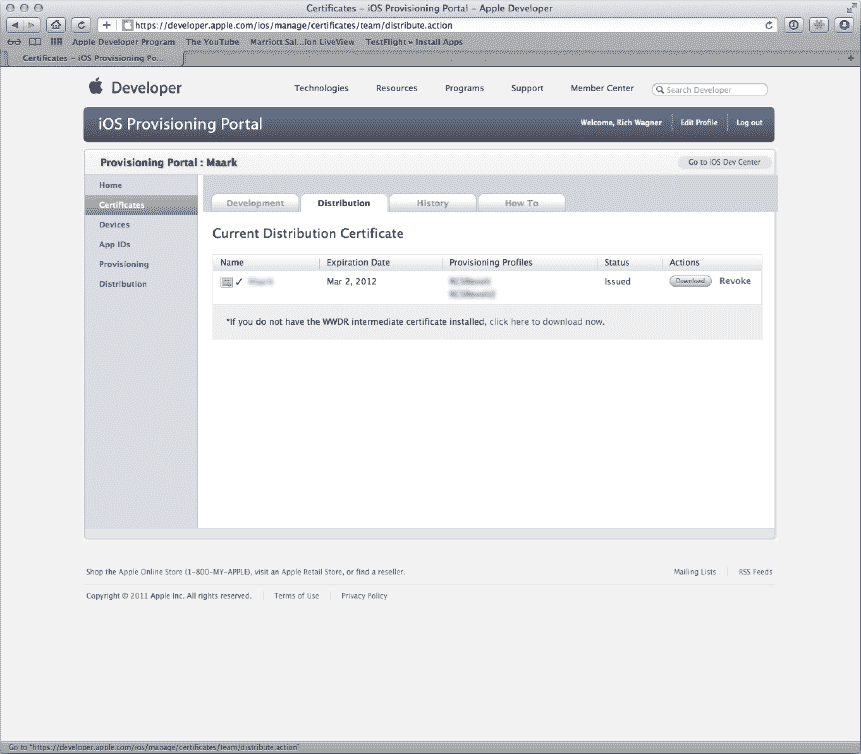 Certificates – iOS Provisioning Portal – Apple Developer
https://developer.apple.com/ios/manage/certificates/team/distribute.action
Apple Developer Program The YouTube Marriott Sal...ion LiveView TestFlight » Install Apps
Certificates – iOS Provisioning Po...
Developer Technologies Resources Programs Support Member Center Search Developer
iOS Provisioning Portal Welcome, Rich Wagner Edit Profile Log out
Provisioning Portal : Maark Go to iOS Dev Center
Home
Certificates
Devices
App IDs
Provisioning
Distribution
Development Distribution History How To
Current Distribution Certificate
Name Expiration Date Provisioning Profiles Status Actions
Mar 2, 2012 Issued Download Revoke
*If you do not have the WWDR intermediate certificate installed, click here to download now.
Shop the Apple Online Store (1-800-MY-APPLE), visit an Apple Retail Store, or find a reseller. Mailing Lists RSS Feeds
Copyright © 2011 Apple Inc. All rights reserved. Terms of Use Privacy Policy
Go to "https://developer.apple.com/ios/manage/certificates/team/distribute.action"